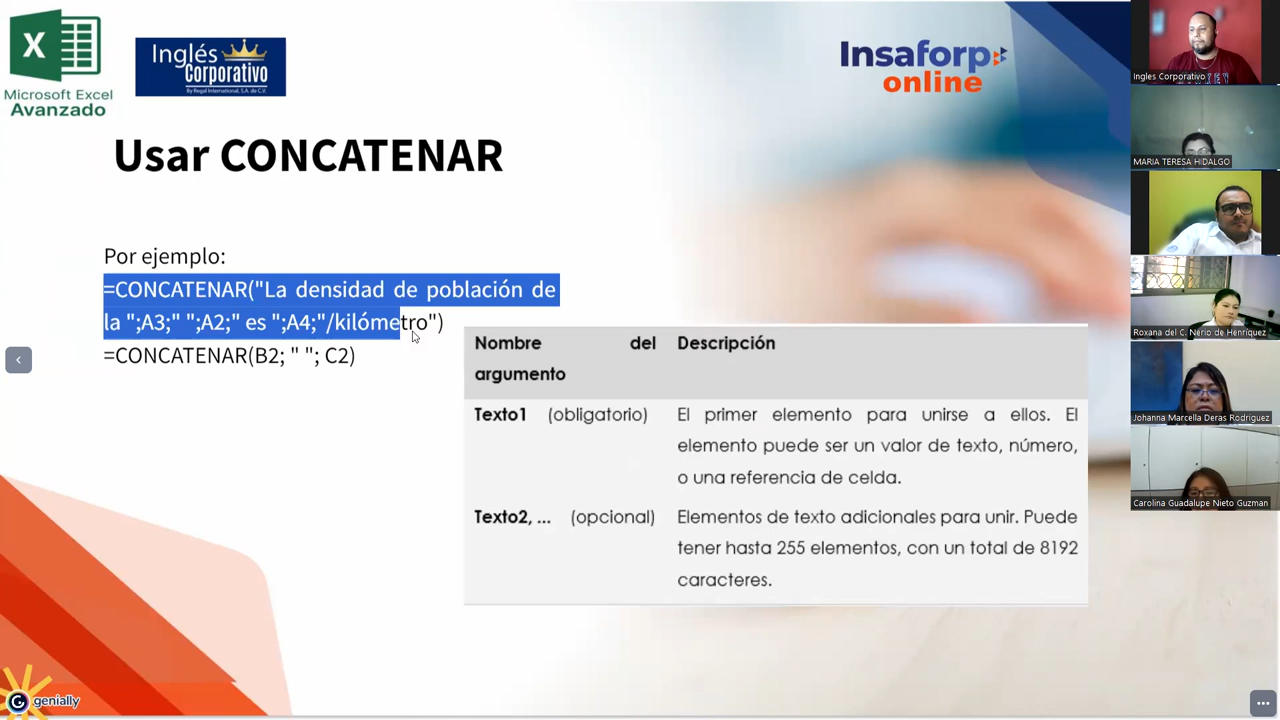 Microsoft Excel
Avanzado
Inglés
Corporativo
By Regal International, S.A. de C.V.
Insaforp
online
Usar CONCATENAR
Por ejemplo:
=CONCATENAR("La densidad de población de
la ";A3;" ";A2;" es ";A4;"/kilómetro")
=CONCATENAR(B2; " "; C2)
Nombre del Descripción
argumento
Texto1 (obligatorio) El primer elemento para unirse a ellos. El
elemento puede ser un valor de texto, número,
o una referencia de celda.
Texto2, ... (opcional) Elementos de texto adicionales para unir. Puede
tener hasta 255 elementos, con un total de 8192
caracteres.
genially
Ingles Corporativo
MARIA TERESA HIDALGO
Roxana del C. Nerio de Henriquez
Johanna Marcella Deras Rodriguez
Carolina Guadalupe Nieto Guzman